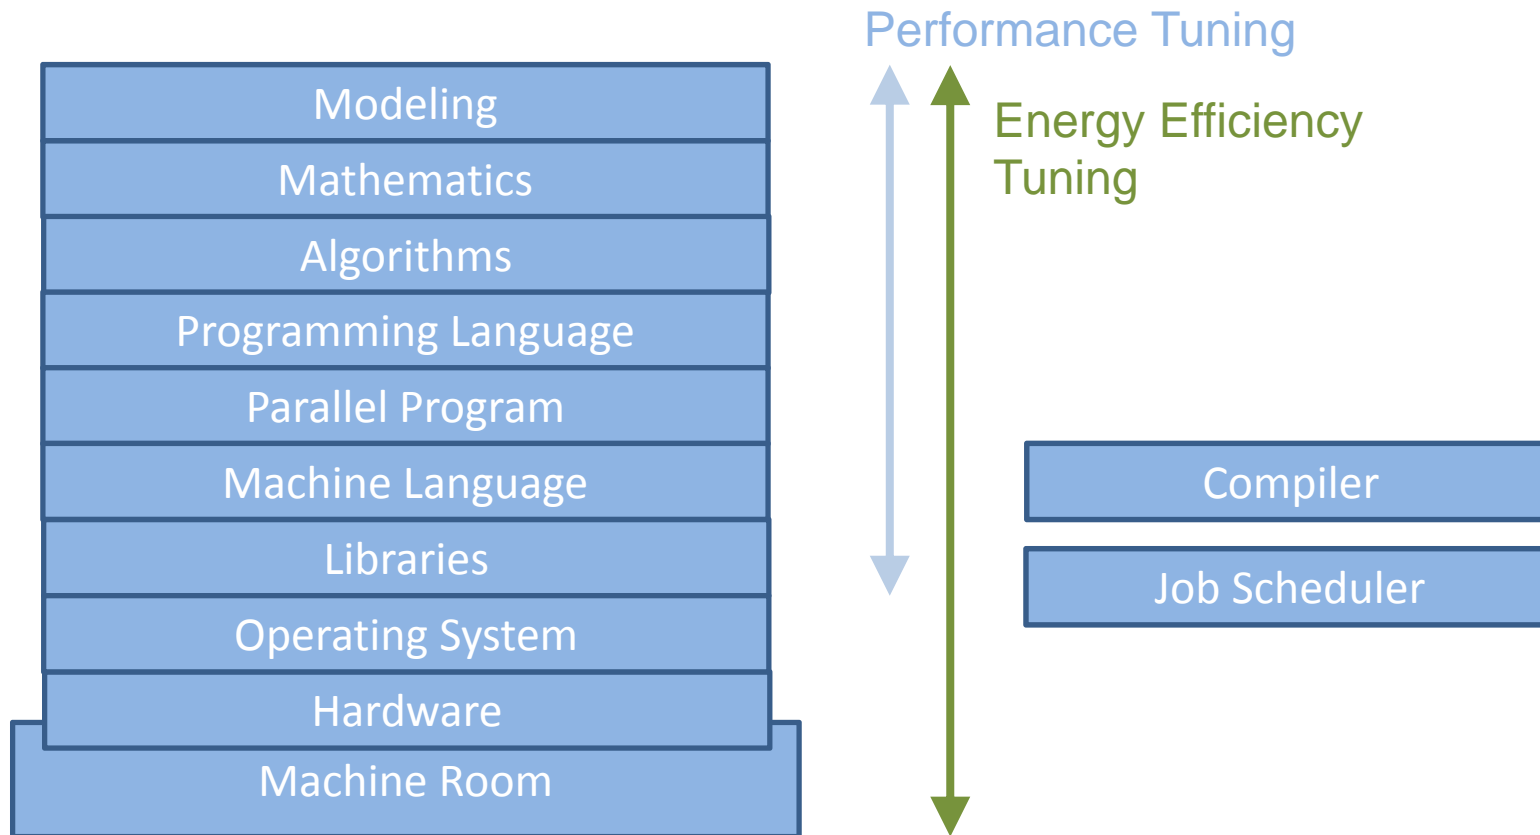 Performance Tuning
Energy Efficiency
Tuning
Modeling
Mathematics
Algorithms
Programming Language
Parallel Program
Machine Language
Libraries
Operating System
Hardware
Machine Room
Compiler
Job Scheduler